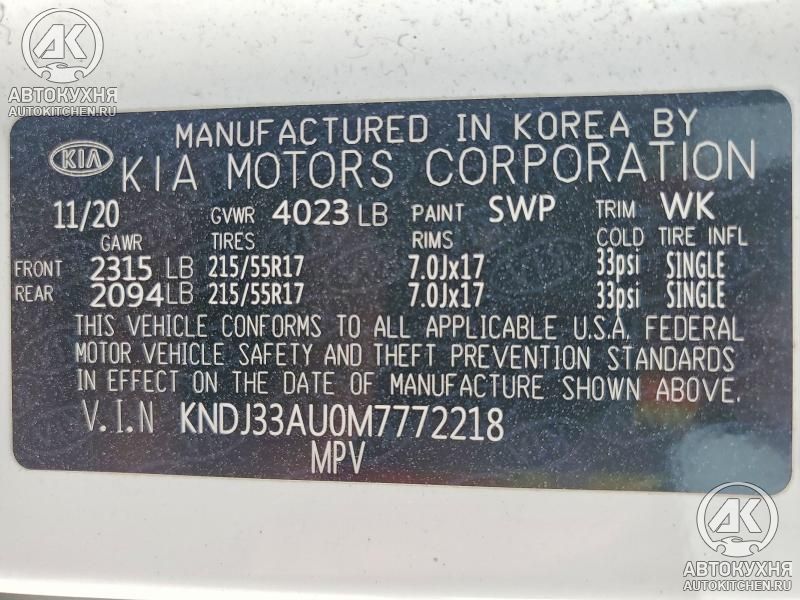 AK
АВТОКУХНЯ
AUTOKITCHEN.RU
MANUFACTURED IN KOREA BY
KIA KIA MOTORS CORPORATION
11/20 GVWR 4023 LB PAINT SWP TRIM WK
GAWR TIRES RIMS COLD TIRE INFL
FRONT 2315 LB 215/55R17 7.0Jx17 33psi SINGLE
REAR 2094 LB 215/55R17 7.0Jx17 33psi SINGLE
THIS VEHICLE CONFORMS TO ALL APPLICABLE U.S.A. FEDERAL
MOTOR VEHICLE SAFETY AND THEFT PREVENTION STANDARDS
IN EFFECT ON THE DATE OF MANUFACTURE SHOWN ABOVE.
V.I.N KNDJ33AU0M7772218
MPV
AK
АВТОКУХНЯ
AUTOKITCHEN.RU